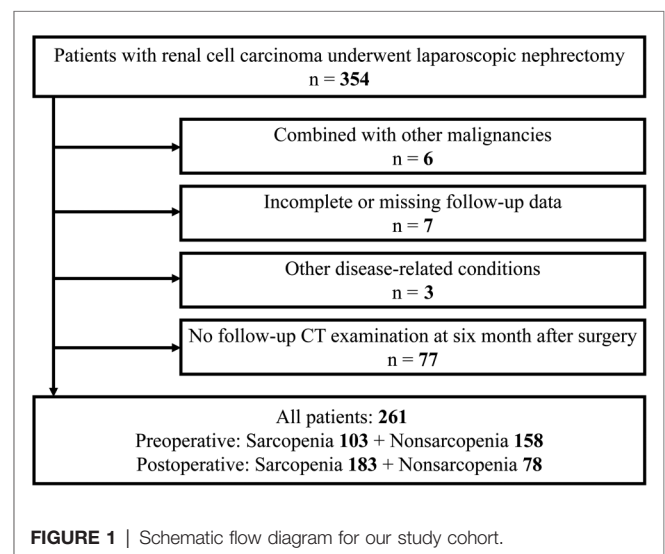 Patients with renal cell carcinoma underwent laparoscopic nephrectomy
n = 354
Combined with other malignancies
n = 6
Incomplete or missing follow-up data
n = 7
Other disease-related conditions
n = 3
No follow-up CT examination at six month after surgery
n = 77
All patients: 261
Preoperative: Sarcopenia 103 + Nonsarcopenia 158
Postoperative: Sarcopenia 183 + Nonsarcopenia 78
FIGURE 1 | Schematic flow diagram for our study cohort.